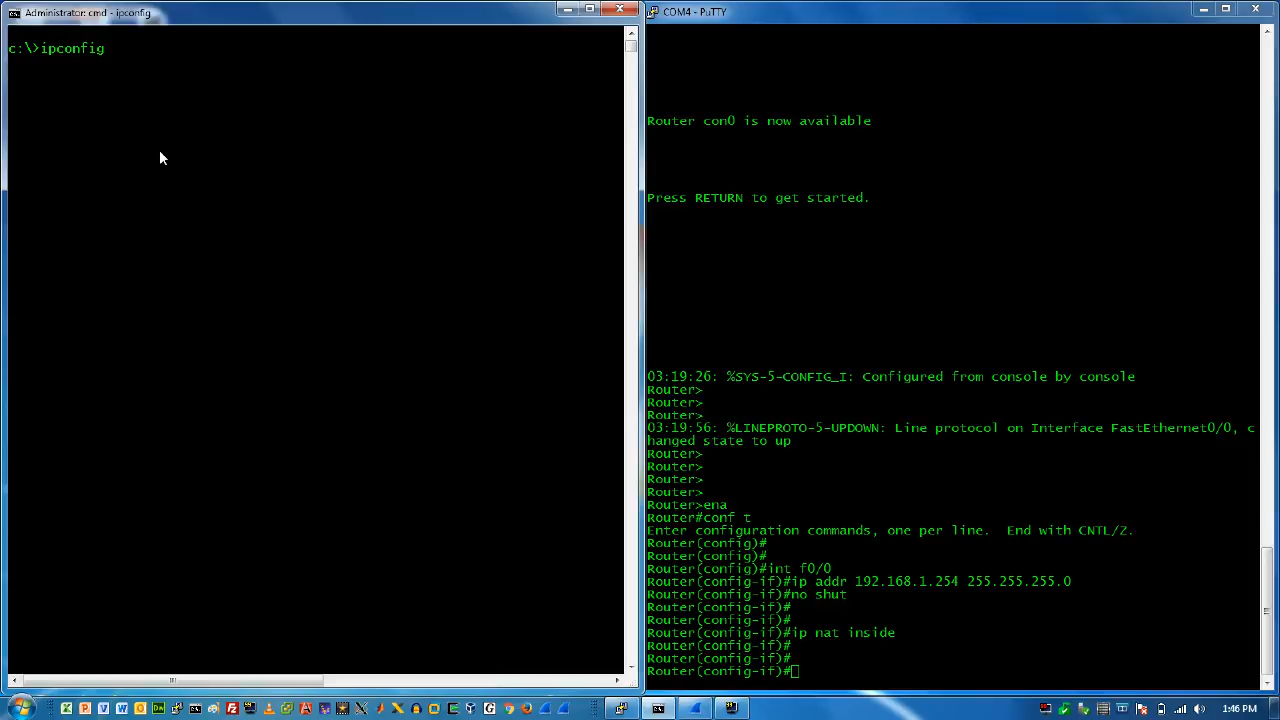 Administrator: cmd - ipconfig
c:\>ipconfig
COM4 - PuTTY
Router con0 is now available
Press RETURN to get started.
03:19:26: %SYS-5-CONFIG_I: Configured from console by console
Router>
Router>
Router>
03:19:56: %LINEPROTO-5-UPDOWN: Line protocol on Interface FastEthernet0/0, c
hanged state to up
Router>
Router>
Router>
Router>
Router>ena
Router#conf t
Enter configuration commands, one per line.  End with CNTL/Z.
Router(config)#
Router(config)#
Router(config)#int f0/0
Router(config-if)#ip addr 192.168.1.254 255.255.255.0
Router(config-if)#no shut
Router(config-if)#
Router(config-if)#
Router(config-if)#ip nat inside
Router(config-if)#
Router(config-if)#
Router(config-if)#
1:46 PM